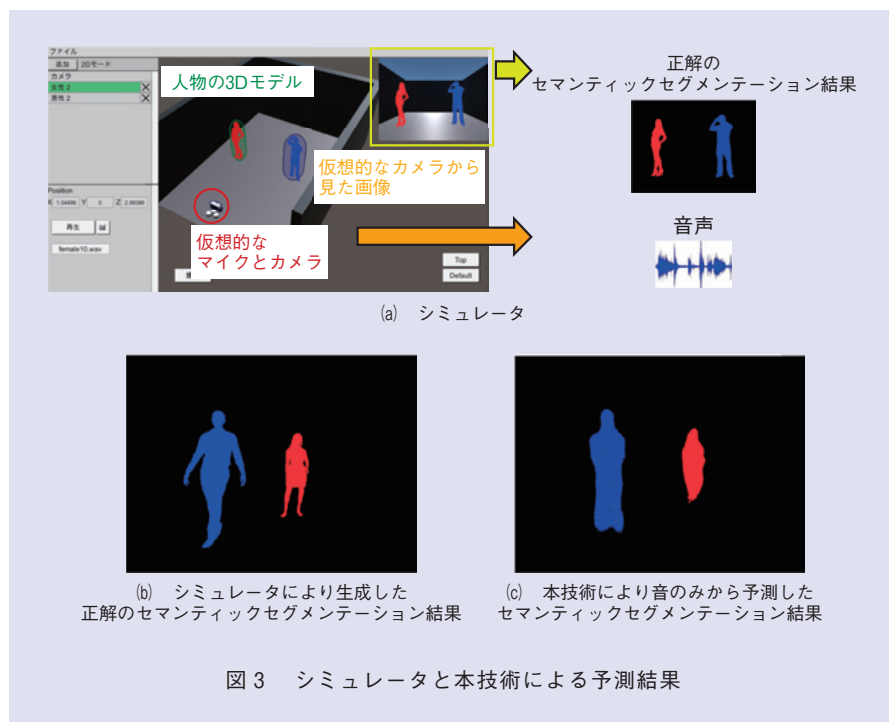 ファイル
追加 2Dモード
カメラ
女性 2
男性 2
Position
X 1.04406 Y 0 Z 2.99386
再生
female10.wav
人物の3Dモデル
仮想的なカメラから
見た画像
仮想的な
マイクとカメラ
Top
Default
正解の
セマンティックセグメンテーション結果
音声
(a) シミュレータ
(b) シミュレータにより生成した
正解のセマンティックセグメンテーション結果
(c) 本技術により音のみから予測した
セマンティックセグメンテーション結果
図 3 シミュレータと本技術による予測結果